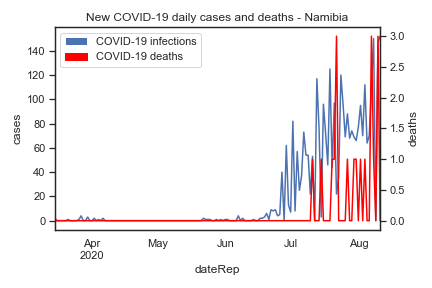 New COVID-19 daily cases and deaths - Namibia
COVID-19 infections
COVID-19 deaths
140
120
100
80
60
40
20
0
cases
3.0
2.5
2.0
1.5
1.0
0.5
0.0
deaths
Apr May Jun Jul Aug
2020
dateRep